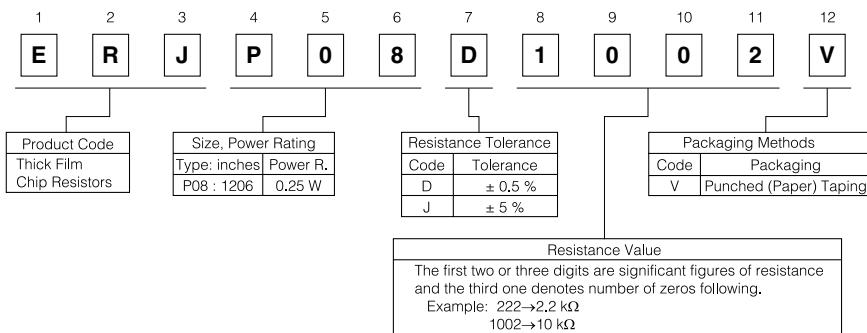 1 2 3 4 5 6 7 8 9 10 11 12
E R J P 0 8 D 1 0 0 2 V
Product Code
Thick Film
Chip Resistors
Size, Power Rating
Type: inches Power R.
P08 : 1206 0.25 W
Resistance Tolerance
Code Tolerance
D ± 0.5 %
J ± 5 %
Packaging Methods
Code Packaging
V Punched (Paper) Taping
Resistance Value
The first two or three digits are significant figures of resistance
and the third one denotes number of zeros following.
Example: 222→2.2 kΩ
1002→10 kΩ